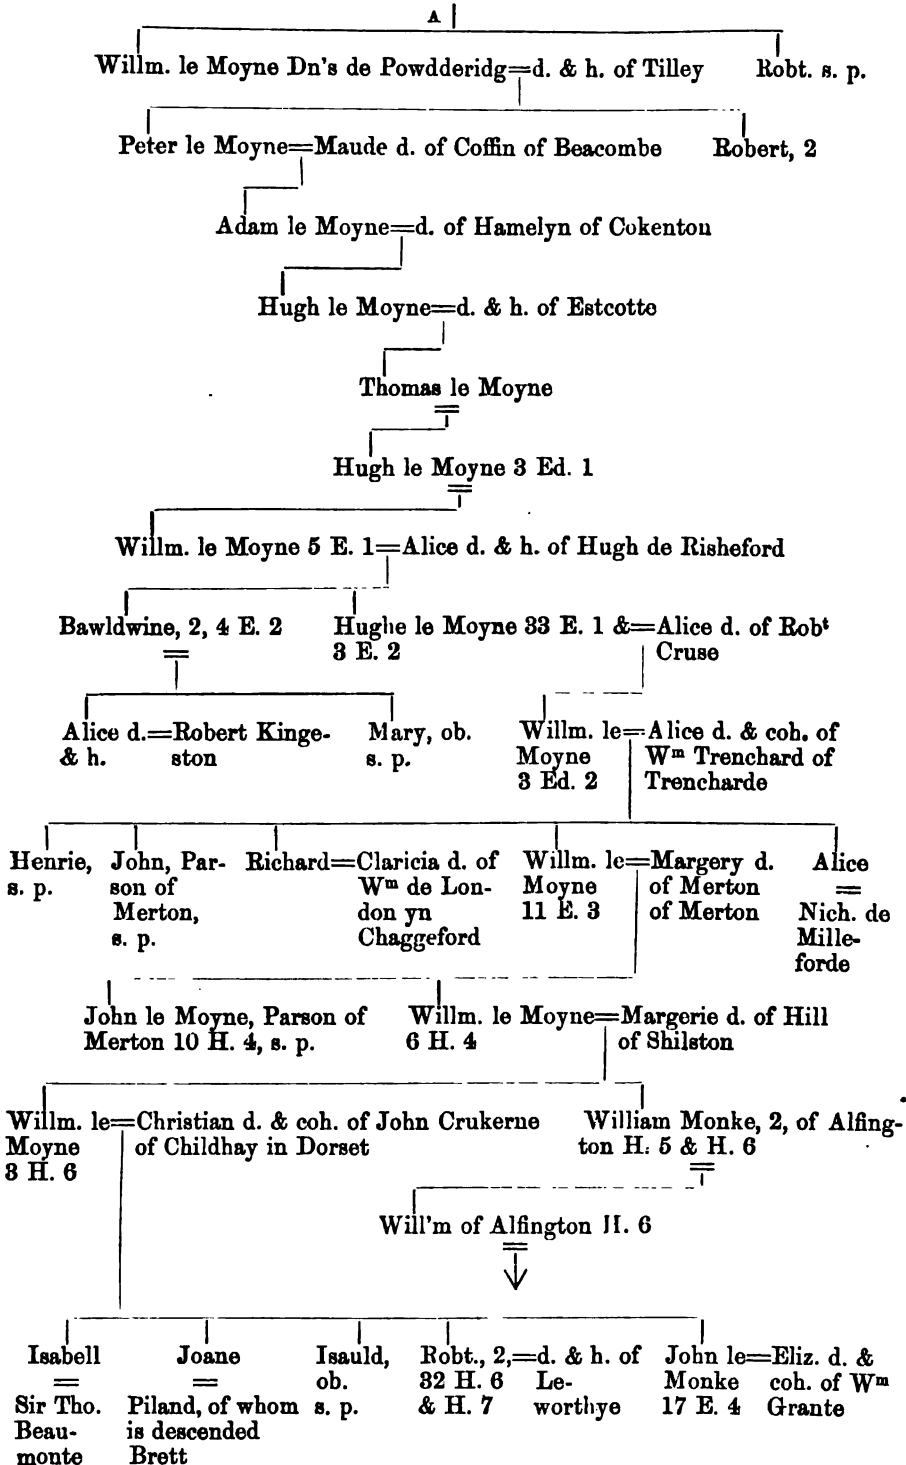 A
Willm. le Moyne Dn's de Powdderidg=d. & h. of Tilley Robt. s. p.
Peter le Moyne=Maude d. of Coffin of Beacombe Robert, 2
Adam le Moyne=d. of Hamelyn of Cokenton
Hugh le Moyne=d. & h. of Estcotte
Thomas le Moyne
=
Hugh le Moyne 3 Ed. 1
=
Willm. le Moyne 5 E. 1=Alice d. & h. of Hugh de Risheford
Bawldwine, 2, 4 E. 2
=
Hughe le Moyne 33 E. 1 &=Alice d. of Robt
3 E. 2 Cruse
Alice d.=Robert Kinge-
& h. ston
Mary, ob.
s. p.
Willm. le=Alice d. & coh. of
Moyne Wm Trenchard of
3 Ed. 2 Trencharde
Henrie,
s. p.
John, Par-
son of
Merton,
s. p.
Richard=Claricia d. of
Wm de Lon-
don yn
Chaggeford
Willm. le=Margery d.
Moyne of Merton
11 E. 3 of Merton
Alice
=
Nich. de
Mille-
forde
John le Moyne, Parson of
Merton 10 H. 4, s. p.
Willm. le Moyne=Margerie d. of Hill
6 H. 4 of Shilston
Willm. le=Christian d. & coh. of John Crukerne
Moyne of Childhay in Dorset
3 H. 6
William Monke, 2, of Alfing-
ton H. 5 & H. 6
=
Will'm of Alfington H. 6
=
Isabell
=
Sir Tho.
Beau-
monte
Joane
=
Piland, of whom
is descended
Brett
Isauld,
ob.
s. p.
Robt., 2,=d. & h. of
32 H. 6 Le-
& H. 7 worthye
John le=Eliz. d. &
Monke coh. of Wm
17 E. 4 Grante